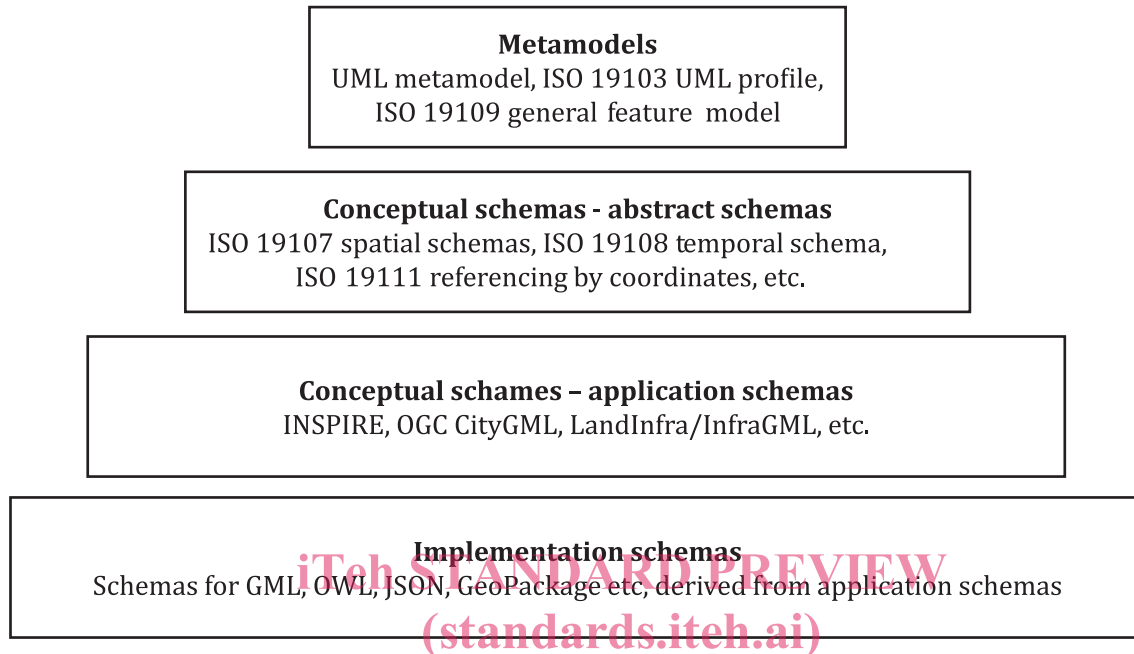 Metamodels
UML metamodel, ISO 19103 UML profile,
ISO 19109 general feature model
Conceptual schemas - abstract schemas
ISO 19107 spatial schemas, ISO 19108 temporal schema,
ISO 19111 referencing by coordinates, etc.
Conceptual schames – application schemas
INSPIRE, OGC CityGML, LandInfra/InfraGML, etc.
Implementation schemas
iTeh STANDARD PREVIEW
Schemas for GML, OWL, JSON, GeoPackage etc, derived from application schemas
(standards.iteh.ai)